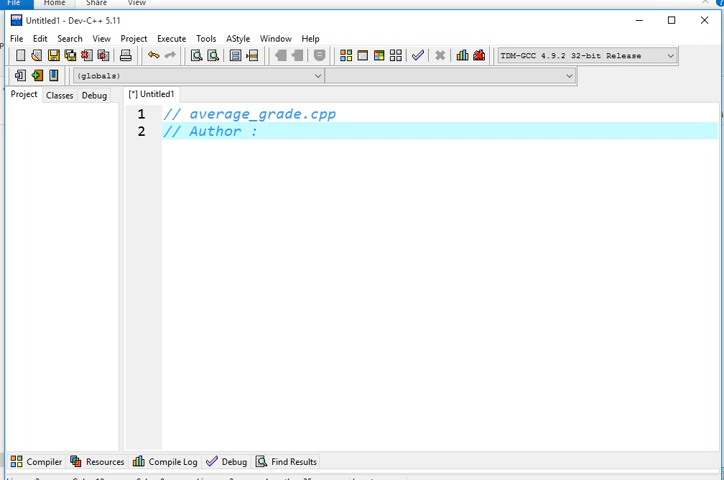 File Home Share View
Untitled1 - Dev-C++ 5.11
File Edit Search View Project Execute Tools AStyle Window Help
TDM-GCC 4.9.2 32-bit Release
(globals)
Project Classes Debug [*] Untitled1
1 // average_grade.cpp
2 // Author :
Compiler Resources Compile Log Debug Find Results